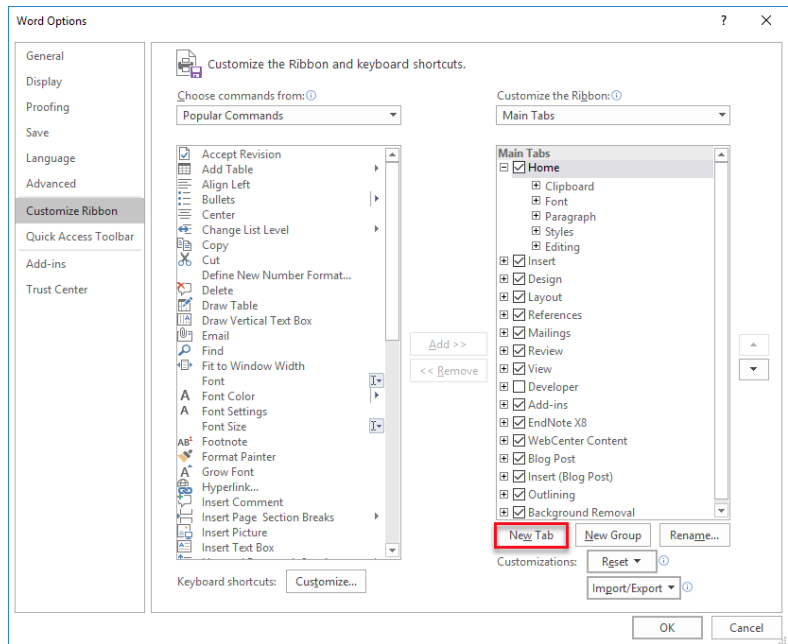 Word Options
?
General
Display
Proofing
Save
Language
Advanced
Customize Ribbon
Quick Access Toolbar
Add-ins
Trust Center
Customize the Ribbon and keyboard shortcuts.
Choose commands from:
Popular Commands
Accept Revision
Add Table
Align Left
Bullets
Center
Change List Level
Copy
Cut
Define New Number Format...
Delete
Draw Table
Draw Vertical Text Box
Email
Find
Fit to Window Width
Font
Font Color
Font Settings
Font Size
Footnote
Format Painter
Grow Font
Hyperlink...
Insert Comment
Insert Page Section Breaks
Insert Picture
Insert Text Box
Keyboard shortcuts: Customize...
Add >>
<< Remove
Customize the Ribbon:
Main Tabs
Main Tabs
Home
Clipboard
Font
Paragraph
Styles
Editing
Insert
Design
Layout
References
Mailings
Review
View
Developer
Add-ins
EndNote X8
WebCenter Content
Blog Post
Insert (Blog Post)
Outlining
Background Removal
New Tab New Group Rename...
Customizations: Reset
Import/Export
OK Cancel